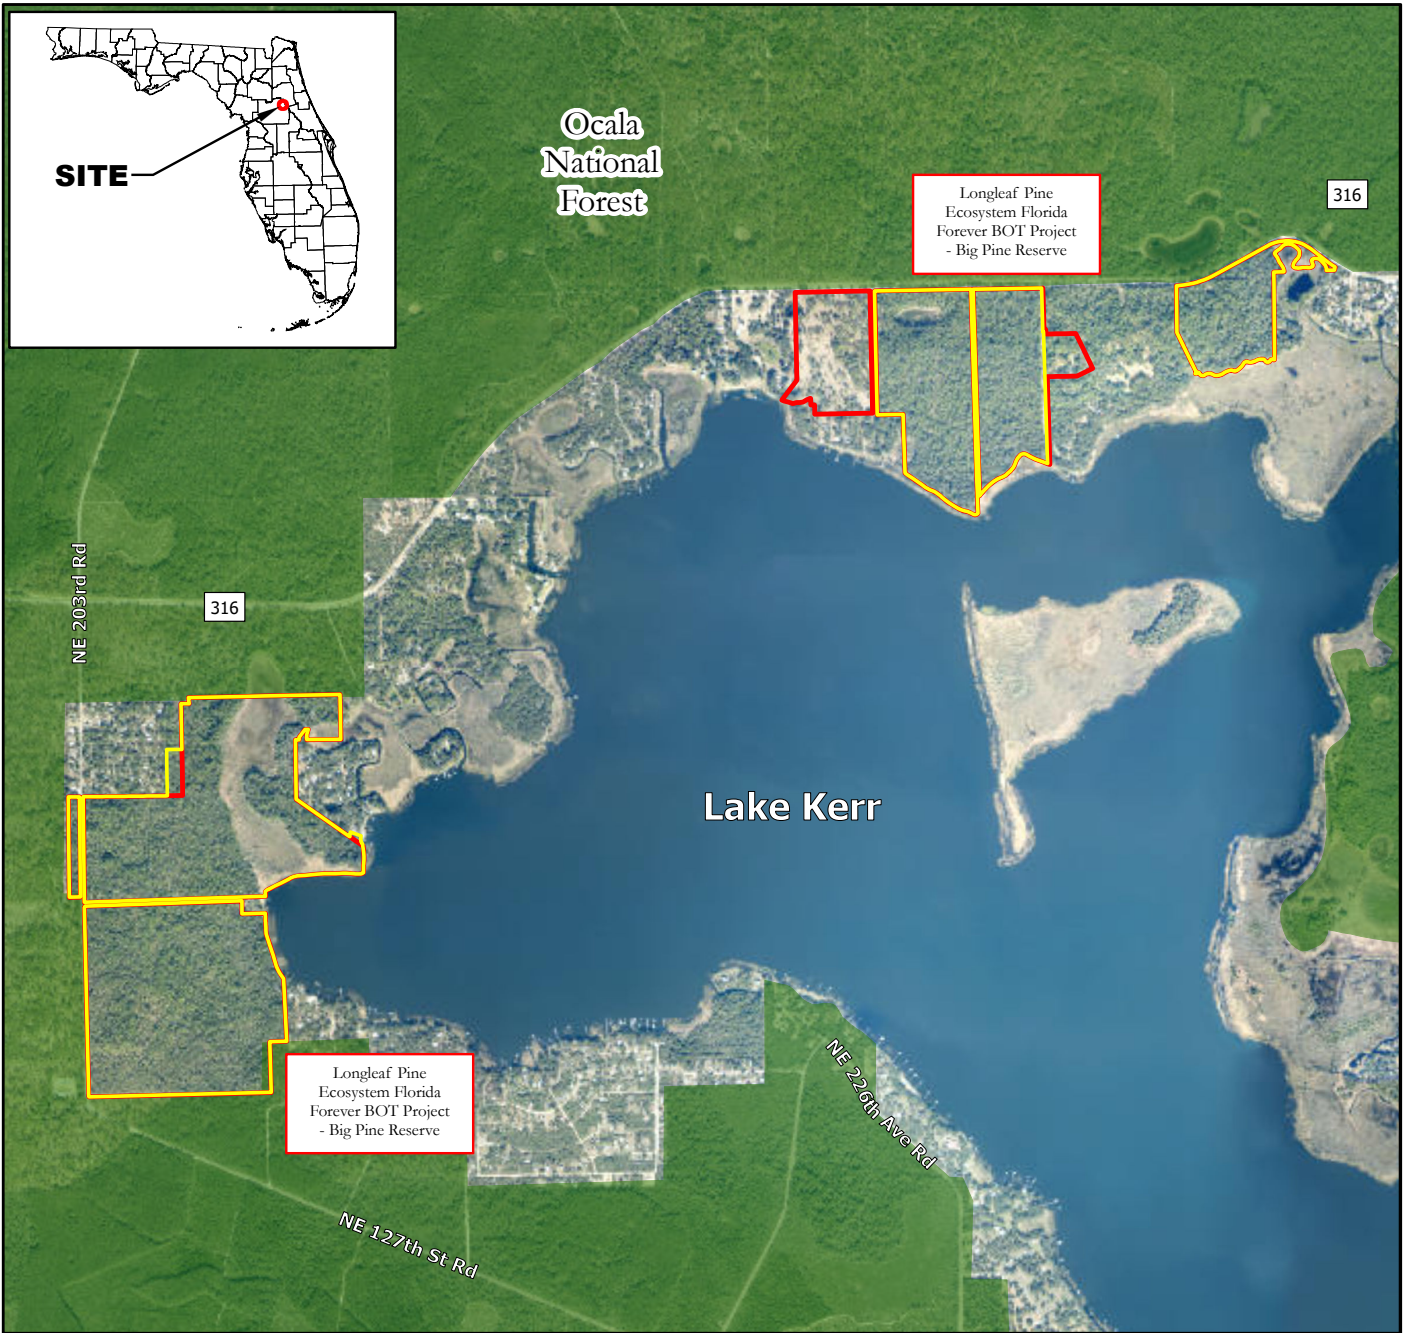 SITE
Ocala
National
Forest
Longleaf Pine
Ecosystem Florida
Forever BOT Project
- Big Pine Reserve
316
NE 203rd Rd
316
Lake Kerr
Longleaf Pine
Ecosystem Florida
Forever BOT Project
- Big Pine Reserve
NE 226th Ave Rd
NE 127th St Rd